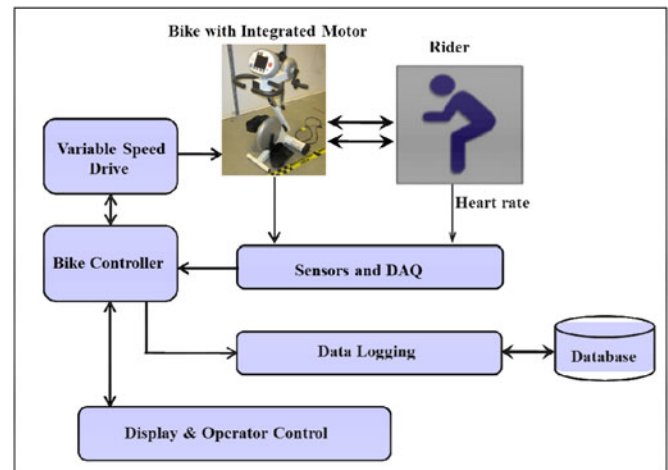 Bike with Integrated Motor
Rider
Variable Speed
Drive
Heart rate
Bike Controller
Sensors and DAQ
Data Logging
Database
Display & Operator Control